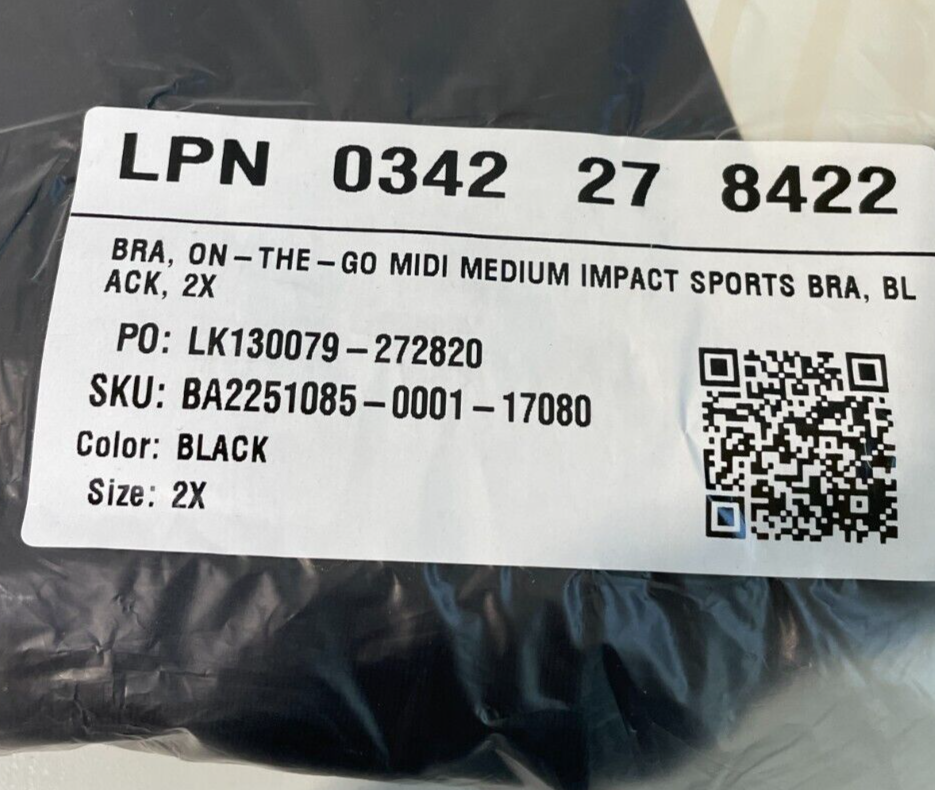 LPN 0342 27 8422
BRA, ON-THE-GO MIDI MEDIUM IMPACT SPORTS BRA, BL
ACK, 2X
PO: LK130079-272820
SKU: BA2251085-0001-17080
Color: BLACK
Size: 2X